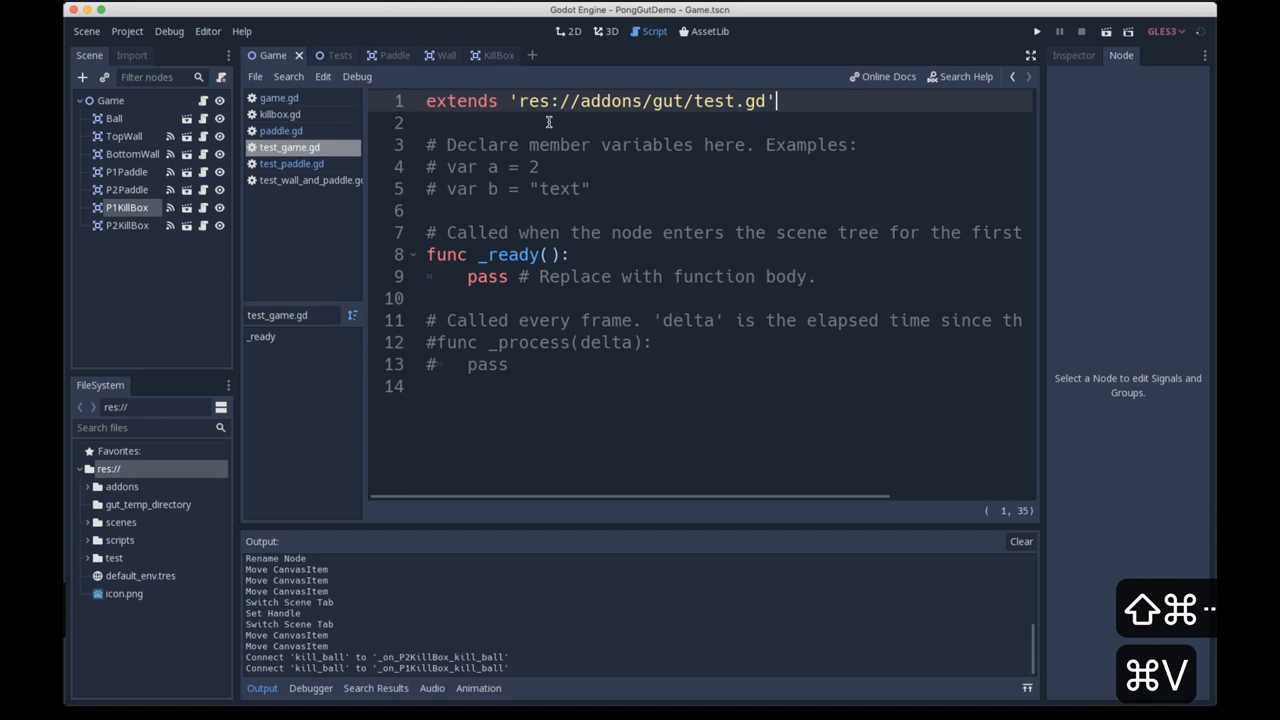 Godot Engine - PongGutDemo - Game.tscn
Scene Project Debug Editor Help
2D 3D Script AssetLib
GLES3
Scene Import
Filter nodes
Game
Ball
TopWall
BottomWall
P1Paddle
P2Paddle
P1KillBox
P2KillBox
FileSystem
res://
Search files
Favorites:
res://
addons
gut_temp_directory
scenes
scripts
test
default_env.tres
icon.png
Game Tests Paddle Wall KillBox
File Search Edit Debug
Online Docs Search Help
game.gd
killbox.gd
paddle.gd
test_game.gd
test_paddle.gd
test_wall_and_paddle.gd
test_game.gd
_ready
1 extends 'res://addons/gut/test.gd'
2
3 # Declare member variables here. Examples:
4 # var a = 2
5 # var b = "text"
6
7 # Called when the node enters the scene tree for the first
8 func _ready():
9 pass # Replace with function body.
10
11 # Called every frame. 'delta' is the elapsed time since th
12 #func _process(delta):
13 # pass
14
( 1, 35)
Output:
Clear
Rename Node
Move CanvasItem
Move CanvasItem
Move CanvasItem
Switch Scene Tab
Set Handle
Switch Scene Tab
Move CanvasItem
Move CanvasItem
Connect 'kill_ball' to '_on_P2KillBox_kill_ball'
Connect 'kill_ball' to '_on_P1KillBox_kill_ball'
Output Debugger Search Results Audio Animation
Inspector Node
Select a Node to edit Signals and
Groups.
⇧⌘
⌘V